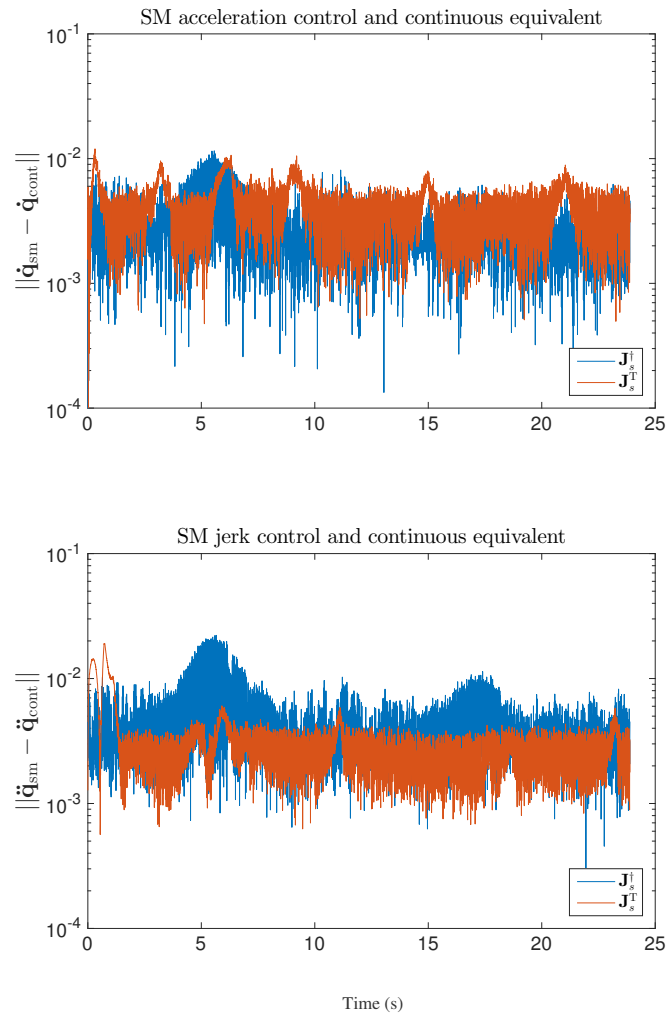 SM acceleration control and continuous equivalent
10⁻¹
10⁻²
10⁻³
10⁻⁴
||q̇sm − q̇cont||
0 5 10 15 20 25
J†s
JTs
SM jerk control and continuous equivalent
10⁻¹
10⁻²
10⁻³
10⁻⁴
||q̈sm − q̈cont||
0 5 10 15 20 25
J†s
JTs
Time (s)